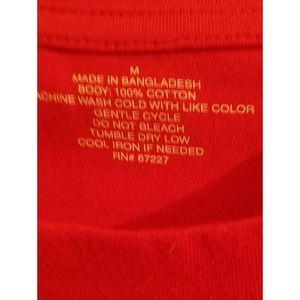 M
MADE IN BANGLADESH
BODY: 100% COTTON
ACHINE WASH COLD WITH LIKE COLOR
GENTLE CYCLE
DO NOT BLEACH
TUMBLE DRY LOW
COOL IRON IF NEEDED
RN# 67227